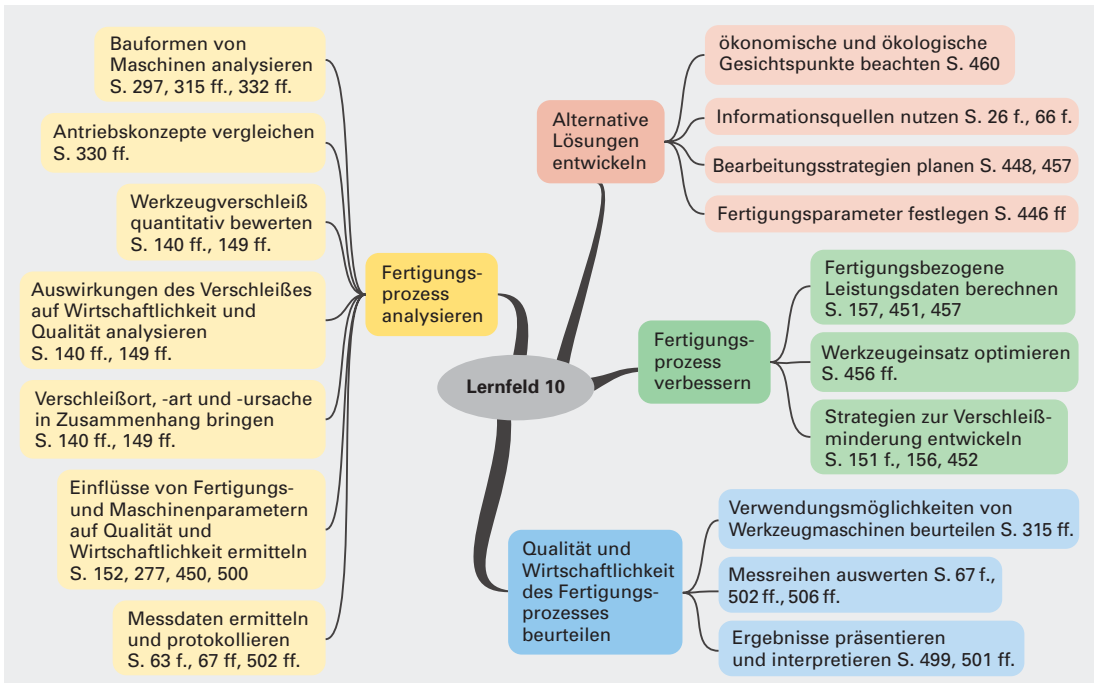 Bauformen von
Maschinen analysieren
S. 297, 315 ff., 332 ff.
Antriebskonzepte vergleichen
S. 330 ff.
Werkzeugverschleiß
quantitativ bewerten
S. 140 ff., 149 ff.
Auswirkungen des Verschleißes
auf Wirtschaftlichkeit und
Qualität analysieren
S. 140 ff., 149 ff.
Verschleißort, -art und -ursache
in Zusammenhang bringen
S. 140 ff., 149 ff.
Einflüsse von Fertigungs-
und Maschinenparametern
auf Qualität und
Wirtschaftlichkeit ermitteln
S. 152, 277, 450, 500
Messdaten ermitteln
und protokollieren
S. 63 f., 67 ff, 502 ff.
Fertigungs-
prozess
analysieren
Lernfeld 10
Alternative
Lösungen
entwickeln
ökonomische und ökologische
Gesichtspunkte beachten S. 460
Informationsquellen nutzen S. 26 f., 66 f.
Bearbeitungsstrategien planen S. 448, 457
Fertigungsparameter festlegen S. 446 ff
Fertigungs-
prozess
verbessern
Fertigungsbezogene
Leistungsdaten berechnen
S. 157, 451, 457
Werkzeugeinsatz optimieren
S. 456 ff.
Strategien zur Verschleiß-
minderung entwickeln
S. 151 f., 156, 452
Qualität und
Wirtschaftlichkeit
des Fertigungs-
prozesses
beurteilen
Verwendungsmöglichkeiten von
Werkzeugmaschinen beurteilen S. 315 ff.
Messreihen auswerten S. 67 f.,
502 ff., 506 ff.
Ergebnisse präsentieren
und interpretieren S. 499, 501 ff.